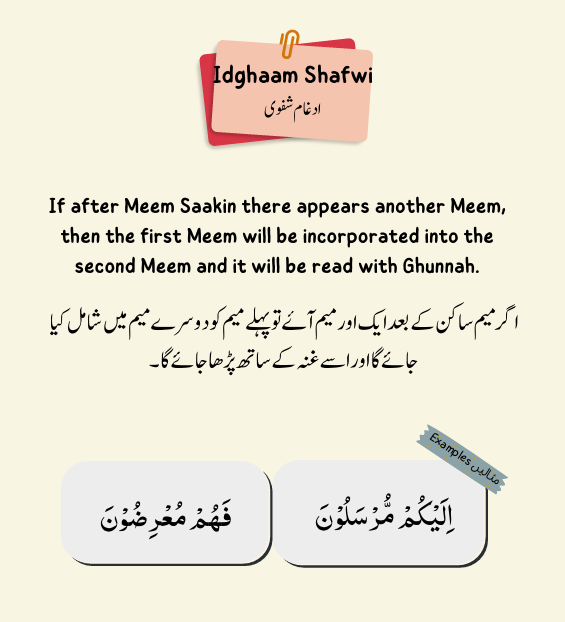 Idghaam Shafwi
ادغام شفوی
If after Meem Saakin there appears another Meem,
then the first Meem will be incorporated into the
second Meem and it will be read with Ghunnah.
اگر میم ساکن کے بعد ایک اور میم آئے تو پہلے میم کو دوسرے میم میں شامل کیا
جائے گا اور اسے غنہ کے ساتھ پڑھا جائے گا۔
Examples مثالیں
اِلَيْكُمْ مُّرْسَلُوْنَ
فَهُمْ مُعْرِضُوْنَ